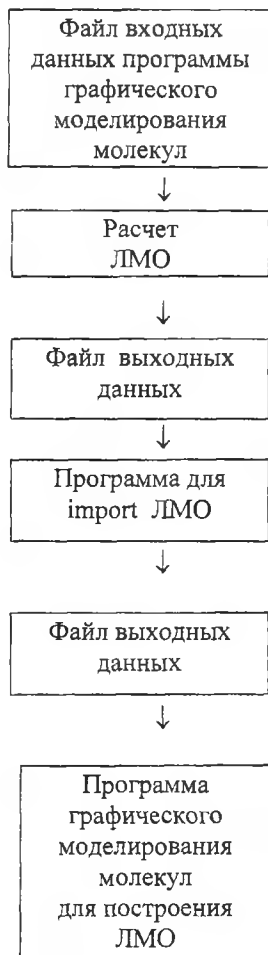 Файл входных
данных программы
графического
моделирования
молекул
↓
Расчет
ЛМО
↓
Файл выходных
данных
↓
Программа для
import ЛМО
↓
Файл выходных
данных
↓
Программа
графического
моделирования
молекул
для построения
ЛМО